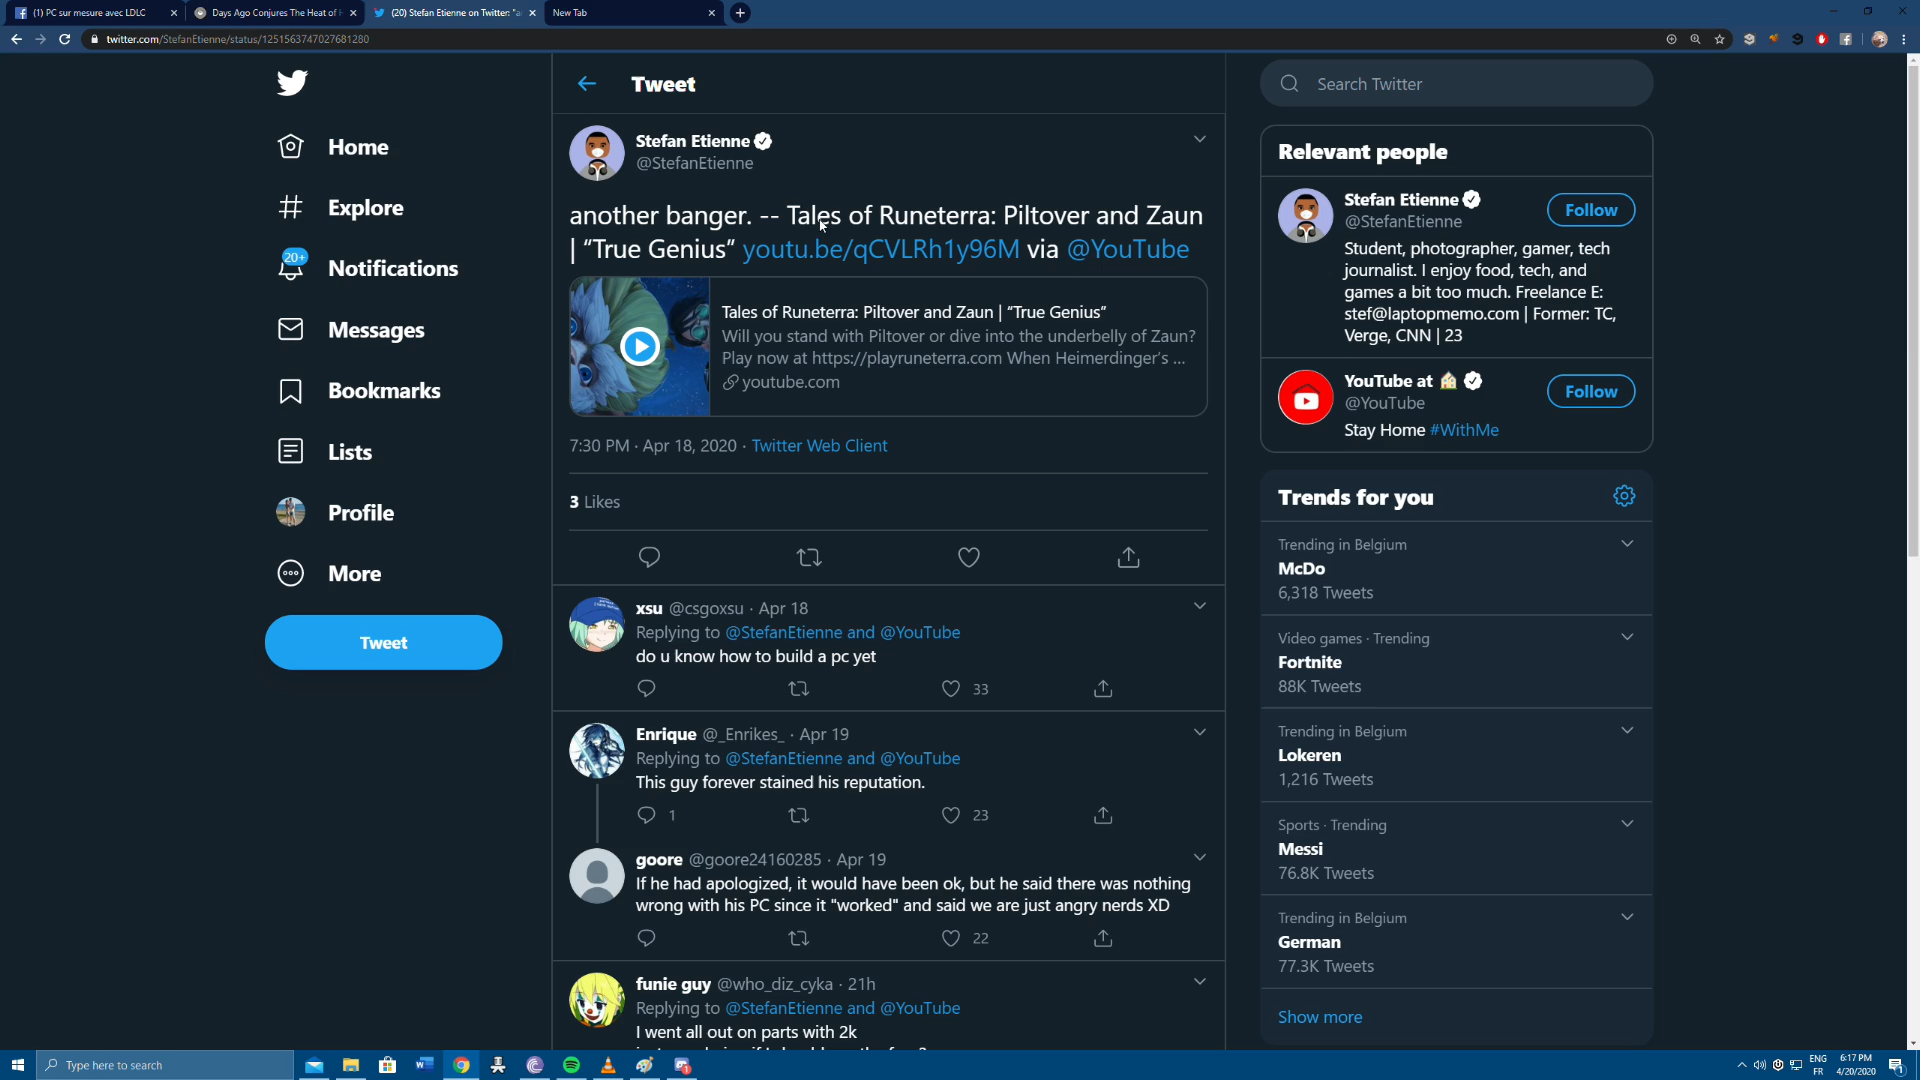 (1) PC sur mesure avec LDLC
Days Ago Conjures The Heat of
(20) Stefan Etienne on Twitter: "a
New Tab
twitter.com/StefanEtienne/status/1251563747027681280
Home
Explore
20+
Notifications
Messages
Bookmarks
Lists
Profile
More
Tweet
Tweet
Stefan Etienne
@StefanEtienne
another banger. -- Tales of Runeterra: Piltover and Zaun
| “True Genius” youtu.be/qCVLRh1y96M via @YouTube
Tales of Runeterra: Piltover and Zaun | “True Genius”
Will you stand with Piltover or dive into the underbelly of Zaun?
Play now at https://playruneterra.com When Heimerdinger’s ...
youtube.com
7:30 PM · Apr 18, 2020 · Twitter Web Client
3 Likes
xsu @csgoxsu · Apr 18
Replying to @StefanEtienne and @YouTube
do u know how to build a pc yet
33
Enrique @_Enrikes_ · Apr 19
Replying to @StefanEtienne and @YouTube
This guy forever stained his reputation.
1
23
goore @goore24160285 · Apr 19
If he had apologized, it would have been ok, but he said there was nothing
wrong with his PC since it "worked" and said we are just angry nerds XD
22
funie guy @who_diz_cyka · 21h
Replying to @StefanEtienne and @YouTube
I went all out on parts with 2k
Search Twitter
Relevant people
Stefan Etienne
@StefanEtienne
Follow
Student, photographer, gamer, tech
journalist. I enjoy food, tech, and
games a bit too much. Freelance E:
stef@laptopmemo.com | Former: TC,
Verge, CNN | 23
YouTube at
@YouTube
Follow
Stay Home #WithMe
Trends for you
Trending in Belgium
McDo
6,318 Tweets
Video games · Trending
Fortnite
88K Tweets
Trending in Belgium
Lokeren
1,216 Tweets
Sports · Trending
Messi
76.8K Tweets
Trending in Belgium
German
77.3K Tweets
Show more
Type here to search
ENG
FR
6:17 PM
4/20/2020